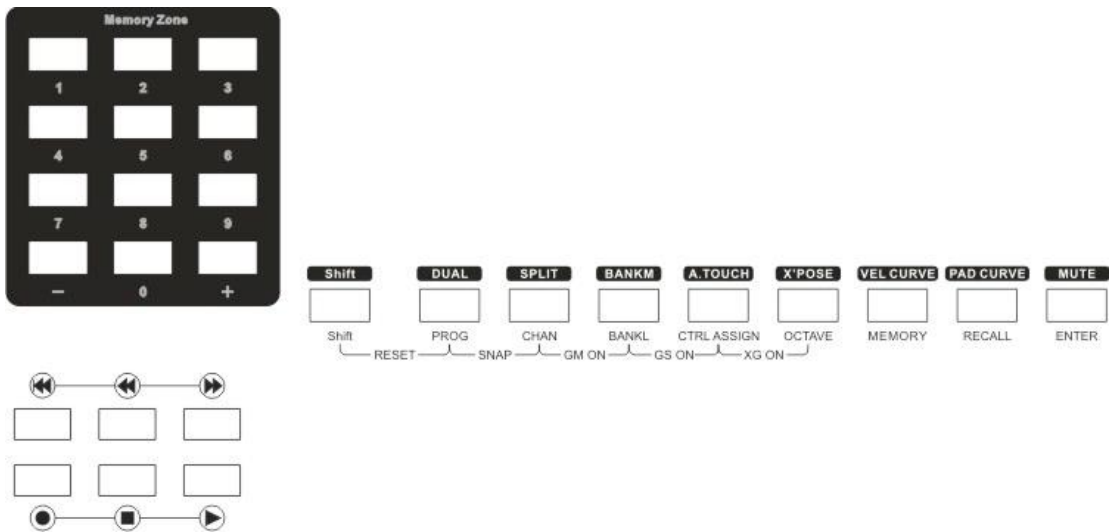 Memory Zone
1 2 3
4 5 6
7 8 9
– 0 +
Shift DUAL SPLIT BANKM A.TOUCH X'POSE VEL CURVE PAD CURVE MUTE
Shift PROG CHAN BANKL CTRL ASSIGN OCTAVE MEMORY RECALL ENTER
RESET SNAP GM ON GS ON XG ON